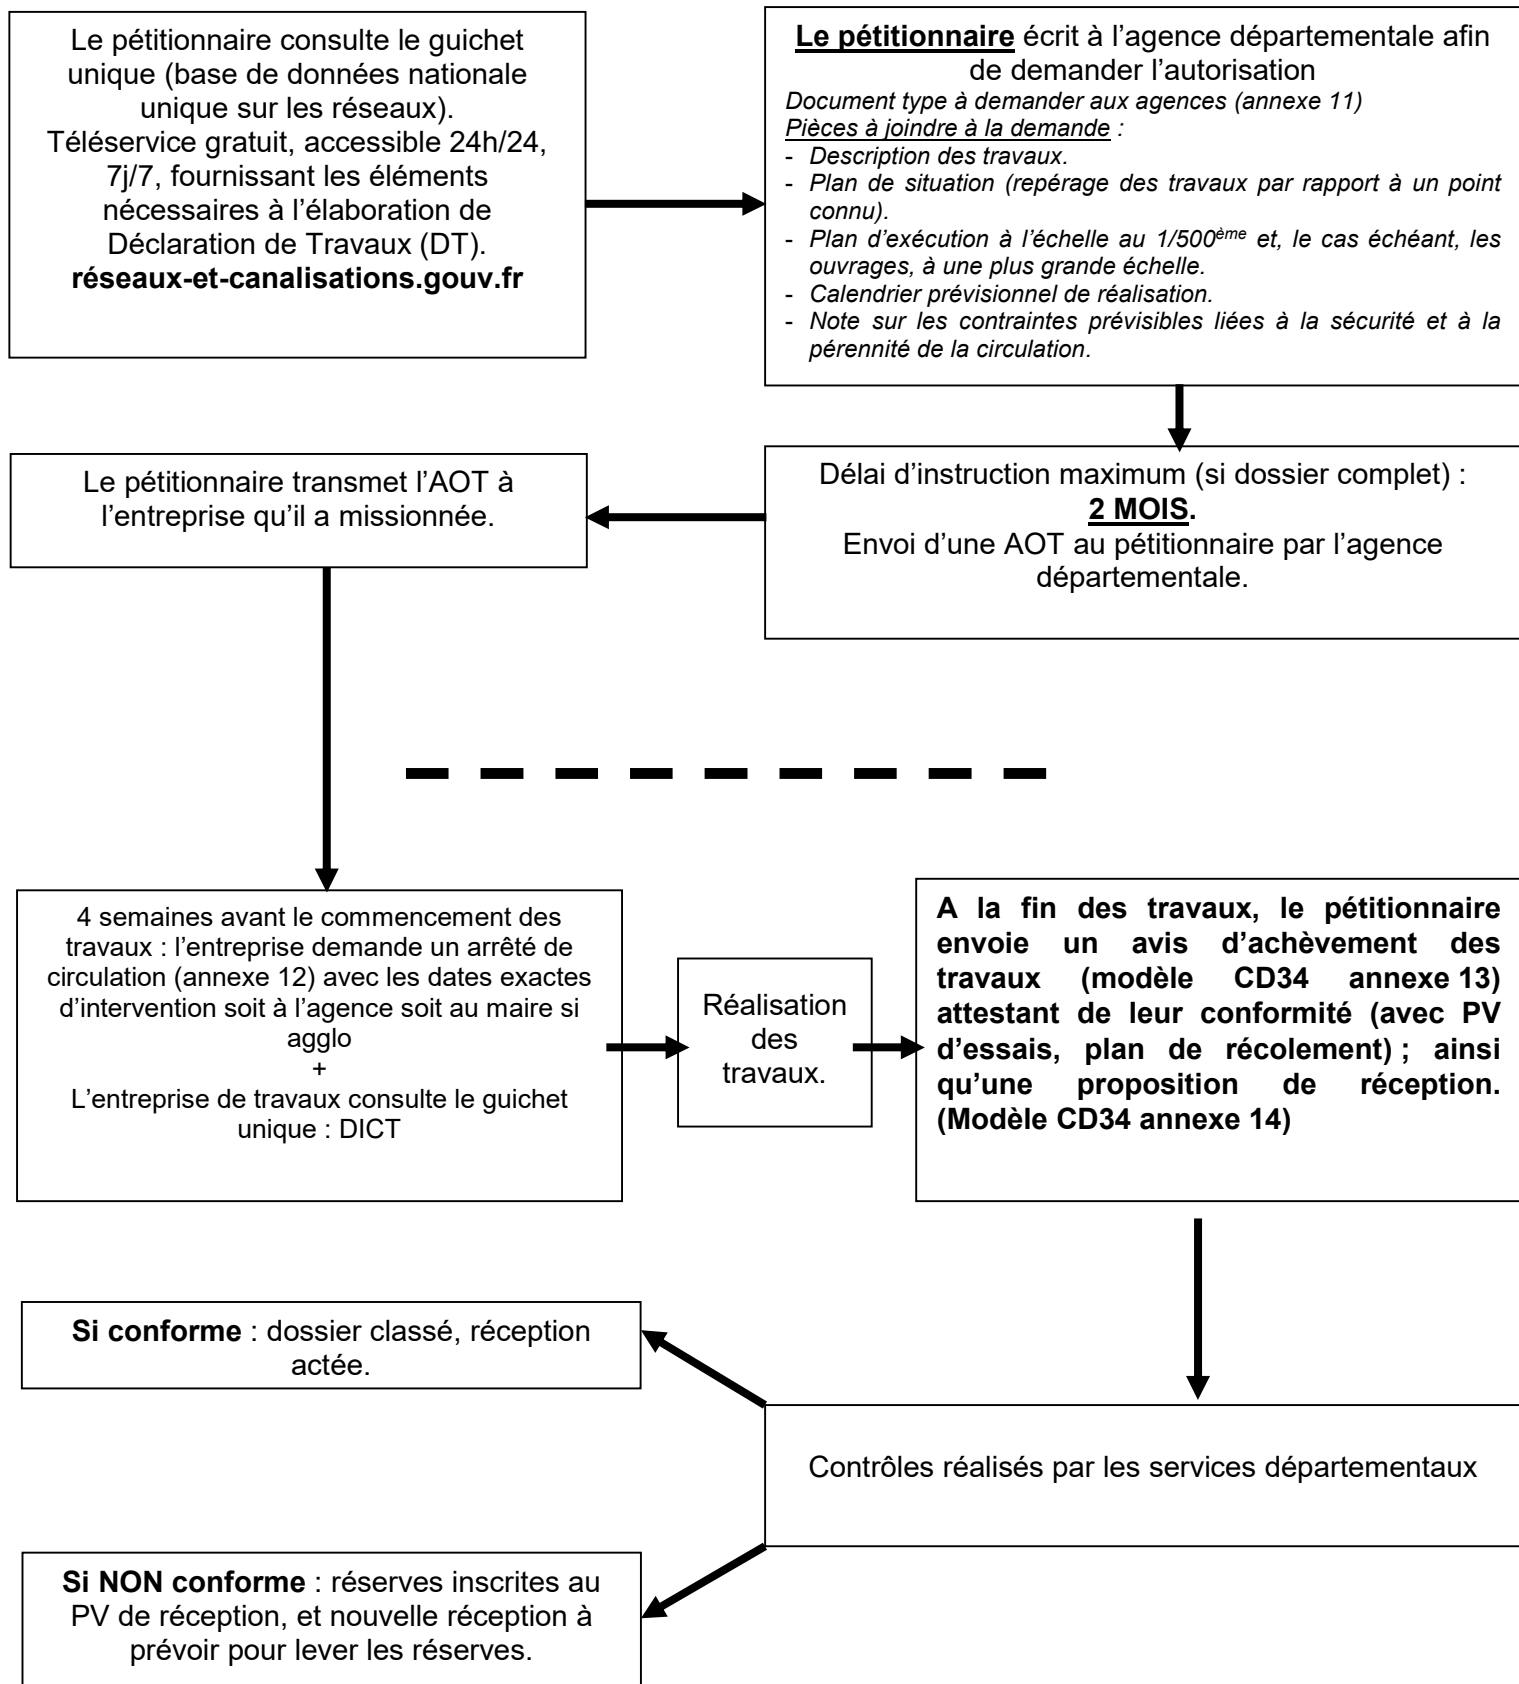 Le pétitionnaire consulte le guichet
unique (base de données nationale
unique sur les réseaux).
Téléservice gratuit, accessible 24h/24,
7j/7, fournissant les éléments
nécessaires à l’élaboration de
Déclaration de Travaux (DT).
réseaux-et-canalisations.gouv.fr
Le pétitionnaire écrit à l’agence départementale afin
de demander l’autorisation
Document type à demander aux agences (annexe 11)
Pièces à joindre à la demande :
- Description des travaux.
- Plan de situation (repérage des travaux par rapport à un point
connu).
- Plan d’exécution à l’échelle au 1/500ème et, le cas échéant, les
ouvrages, à une plus grande échelle.
- Calendrier prévisionnel de réalisation.
- Note sur les contraintes prévisibles liées à la sécurité et à la
pérennité de la circulation.
Délai d’instruction maximum (si dossier complet) :
2 MOIS.
Envoi d’une AOT au pétitionnaire par l’agence
départementale.
Le pétitionnaire transmet l’AOT à
l’entreprise qu’il a missionnée.
4 semaines avant le commencement des
travaux : l’entreprise demande un arrêté de
circulation (annexe 12) avec les dates exactes
d’intervention soit à l’agence soit au maire si
agglo
+
L’entreprise de travaux consulte le guichet
unique : DICT
Réalisation
des
travaux.
A la fin des travaux, le pétitionnaire
envoie un avis d’achèvement des
travaux (modèle CD34 annexe 13)
attestant de leur conformité (avec PV
d’essais, plan de récolement) ; ainsi
qu’une proposition de réception.
(Modèle CD34 annexe 14)
Contrôles réalisés par les services départementaux
Si conforme : dossier classé, réception
actée.
Si NON conforme : réserves inscrites au
PV de réception, et nouvelle réception à
prévoir pour lever les réserves.